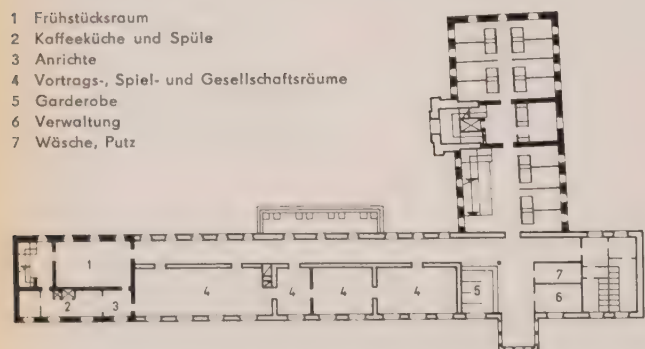 1 Frühstücksraum
2 Kaffeeküche und Spüle
3 Anrichte
4 Vortrags-, Spiel- und Gesellschaftsräume
5 Garderobe
6 Verwaltung
7 Wäsche, Putz
1
7
4 4 4 4 5 6
2 3